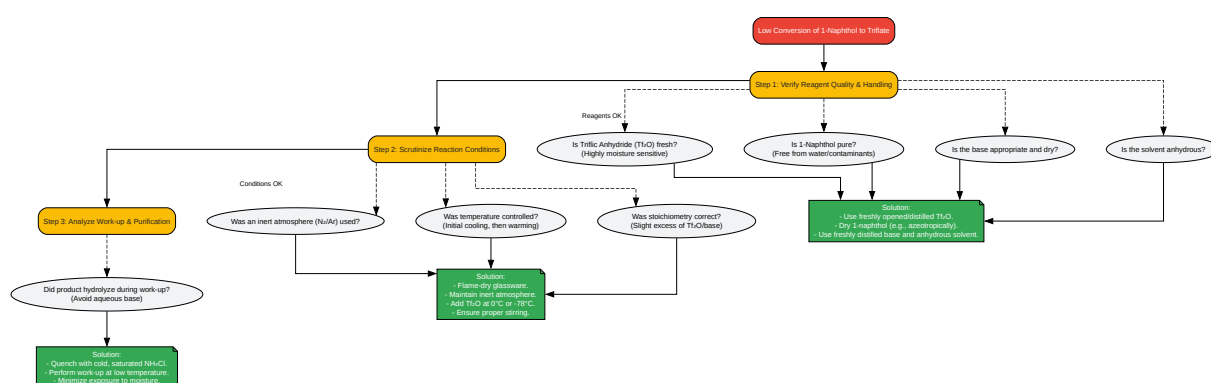 Low Conversion of 1-Naphthol to Triflate
Step 1: Verify Reagent Quality & Handling
Reagents OK
Is Triflic Anhydride (Tf₂O) fresh?
(Highly moisture sensitive)
Is 1-Naphthol pure?
(Free from water/contaminants)
Is the base appropriate and dry?
Is the solvent anhydrous?
Solution:
- Use freshly opened/distilled Tf₂O.
- Dry 1-naphthol (e.g., azeotropically).
- Use freshly distilled base and anhydrous solvent.
Step 2: Scrutinize Reaction Conditions
Conditions OK
Was an inert atmosphere (N₂/Ar) used?
Was temperature controlled?
(Initial cooling, then warming)
Was stoichiometry correct?
(Slight excess of Tf₂O/base)
Solution:
- Flame-dry glassware.
- Maintain inert atmosphere.
- Add Tf₂O at 0°C or -78°C.
- Ensure proper stirring.
Step 3: Analyze Work-up & Purification
Did product hydrolyze during work-up?
(Avoid aqueous base)
Solution:
- Quench with cold, saturated NH₄Cl.
- Perform work-up at low temperature.
- Minimize exposure to moisture.